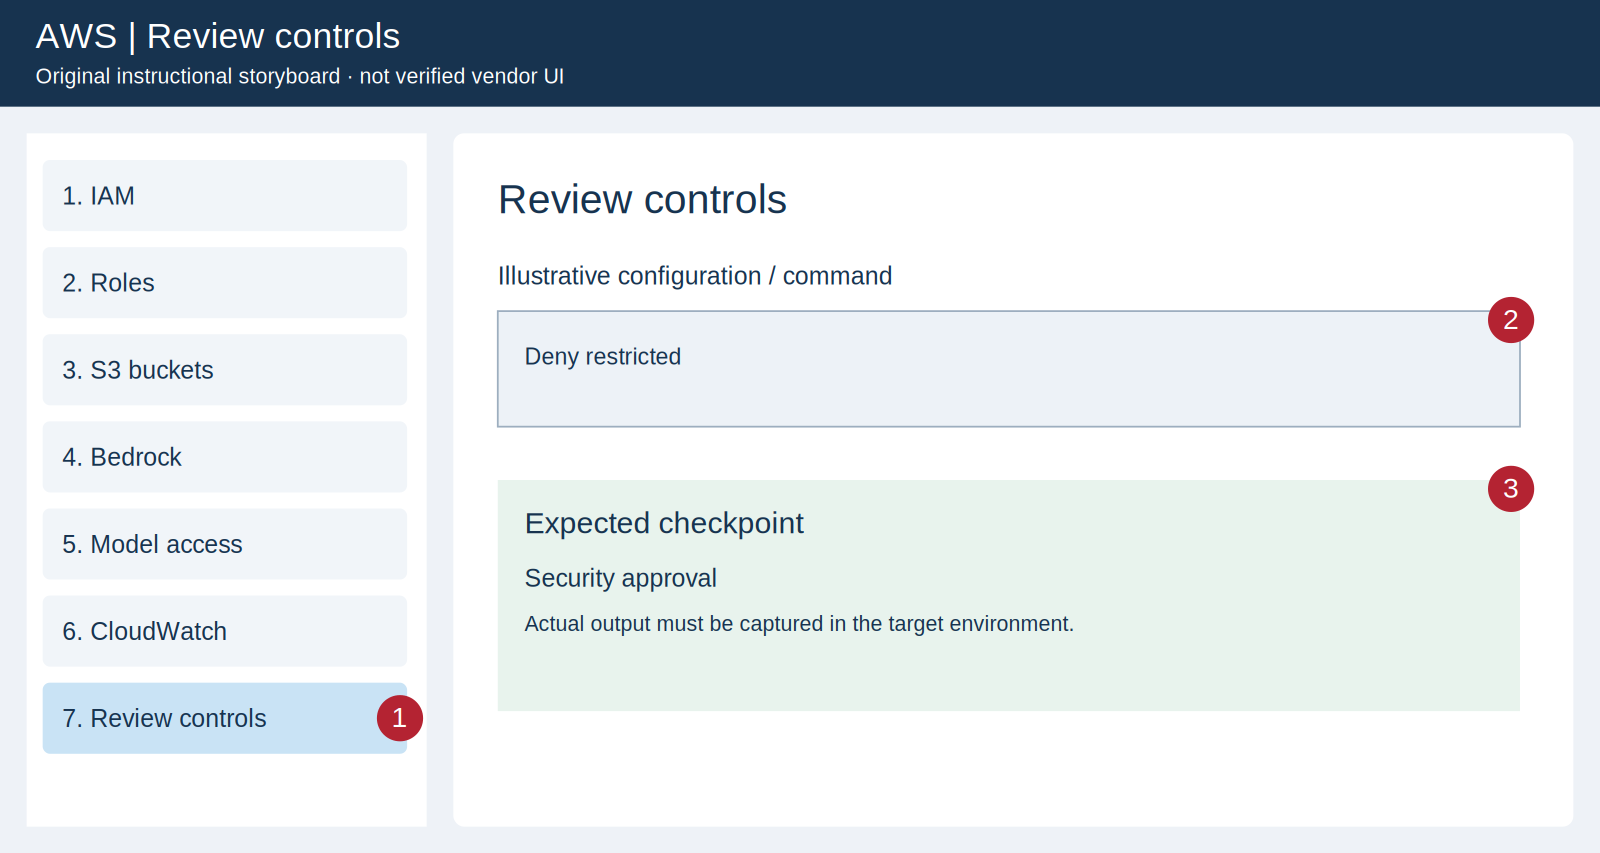 AWS | Review controls
Original instructional storyboard · not verified vendor UI
1. IAM
2. Roles
3. S3 buckets
4. Bedrock
5. Model access
6. CloudWatch
7. Review controls
1
Review controls
Illustrative configuration / command
2
Deny restricted
3
Expected checkpoint
Security approval
Actual output must be captured in the target environment.